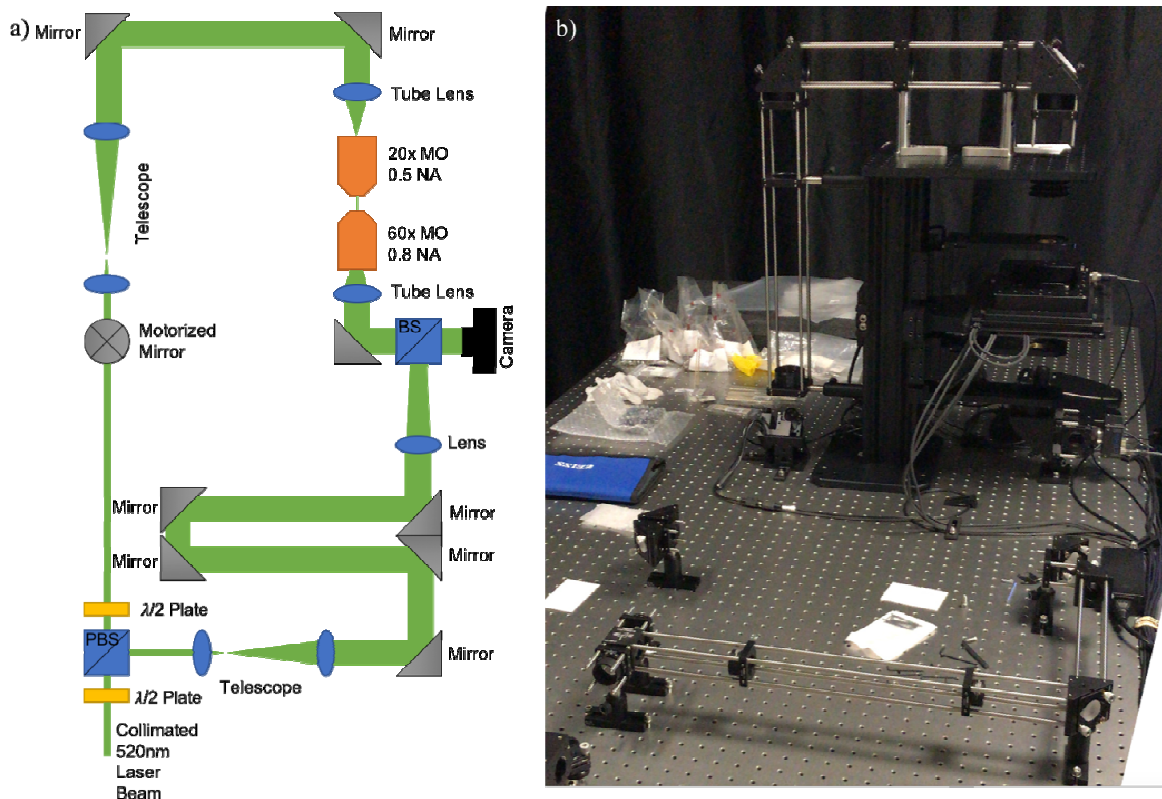 a)
Mirror
Mirror
Tube Lens
20x MO
0.5 NA
Telescope
60x MO
0.8 NA
Tube Lens
Motorized
Mirror
BS
Camera
Lens
Mirror
Mirror
Mirror
Mirror
λ/2 Plate
PBS
Mirror
Telescope
λ/2 Plate
Collimated
520nm
Laser
Beam
b)